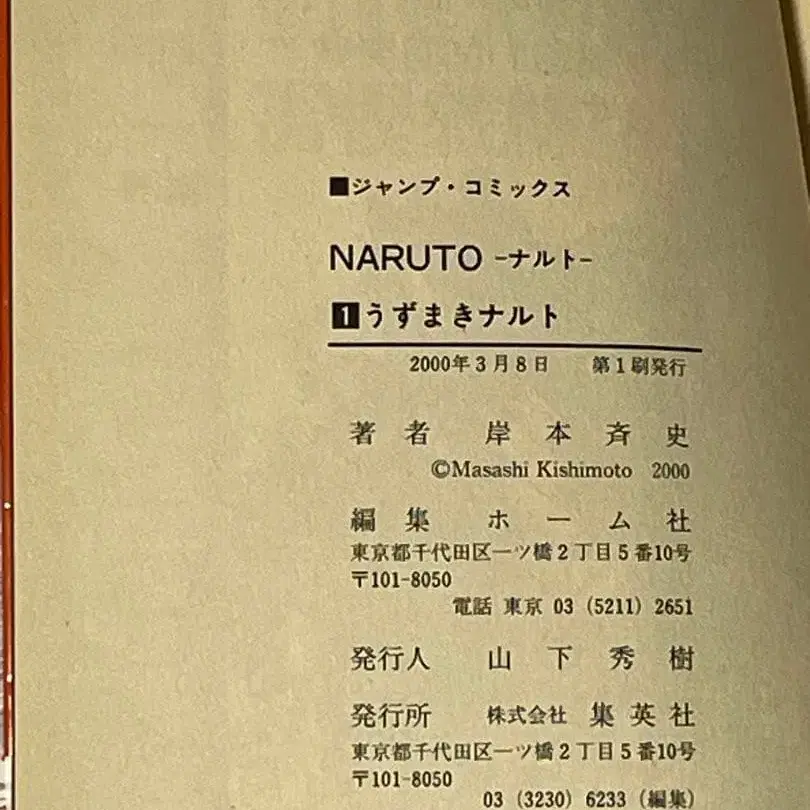 ■ジャンプ・コミックス
NARUTO -ナルト-
1 うずまきナルト
2000年3月8日 第1刷発行
著者 岸本斉史
©Masashi Kishimoto 2000
編集 ホーム社
東京都千代田区一ツ橋2丁目5番10号
〒101-8050
電話 東京 03 (5211) 2651
発行人 山下秀樹
発行所 株式会社 集英社
東京都千代田区一ツ橋2丁目5番10号
〒101-8050
03 (3230) 6233 (編集)